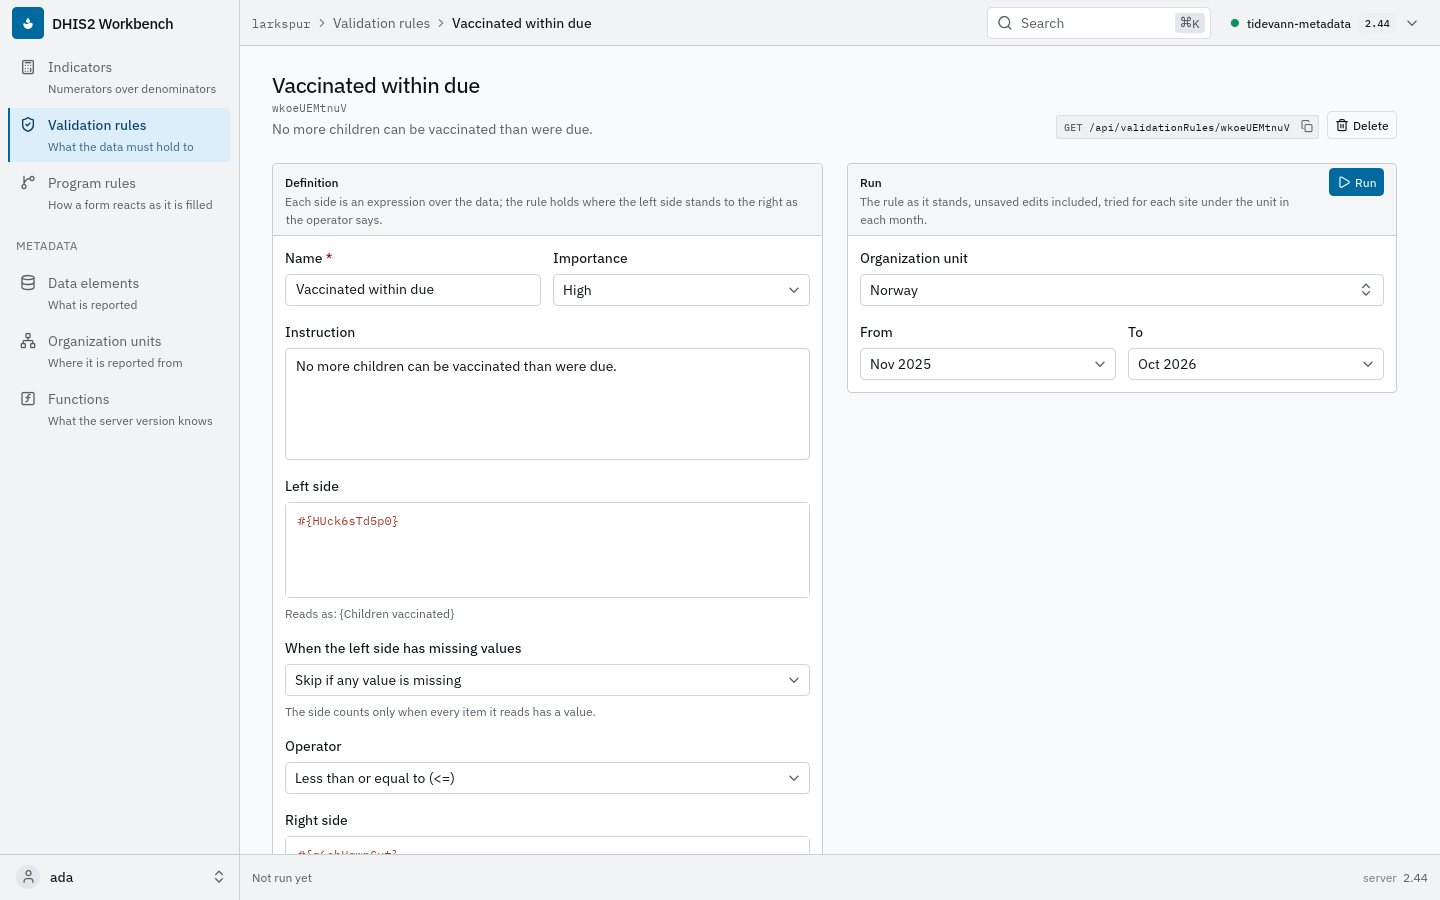 DHIS2 Workbench
larkspur > Validation rules > Vaccinated within due
Search ⌘K
tidevann-metadata 2.44
Indicators
Numerators over denominators
Validation rules
What the data must hold to
Program rules
How a form reacts as it is filled
METADATA
Data elements
What is reported
Organization units
Where it is reported from
Functions
What the server version knows
Vaccinated within due
wkoeUEMtnuV
No more children can be vaccinated than were due.
GET /api/validationRules/wkoeUEMtnuV
Delete
Definition
Each side is an expression over the data; the rule holds where the left side stands to the right as
the operator says.
Name *
Importance
Vaccinated within due
High
Instruction
No more children can be vaccinated than were due.
Left side
#{HUck6sTd5p0}
Reads as: {Children vaccinated}
When the left side has missing values
Skip if any value is missing
The side counts only when every item it reads has a value.
Operator
Less than or equal to (<=)
Right side
Run
Run
The rule as it stands, unsaved edits included, tried for each site under the unit in
each month.
Organization unit
Norway
From
To
Nov 2025
Oct 2026
ada
Not run yet
server 2.44